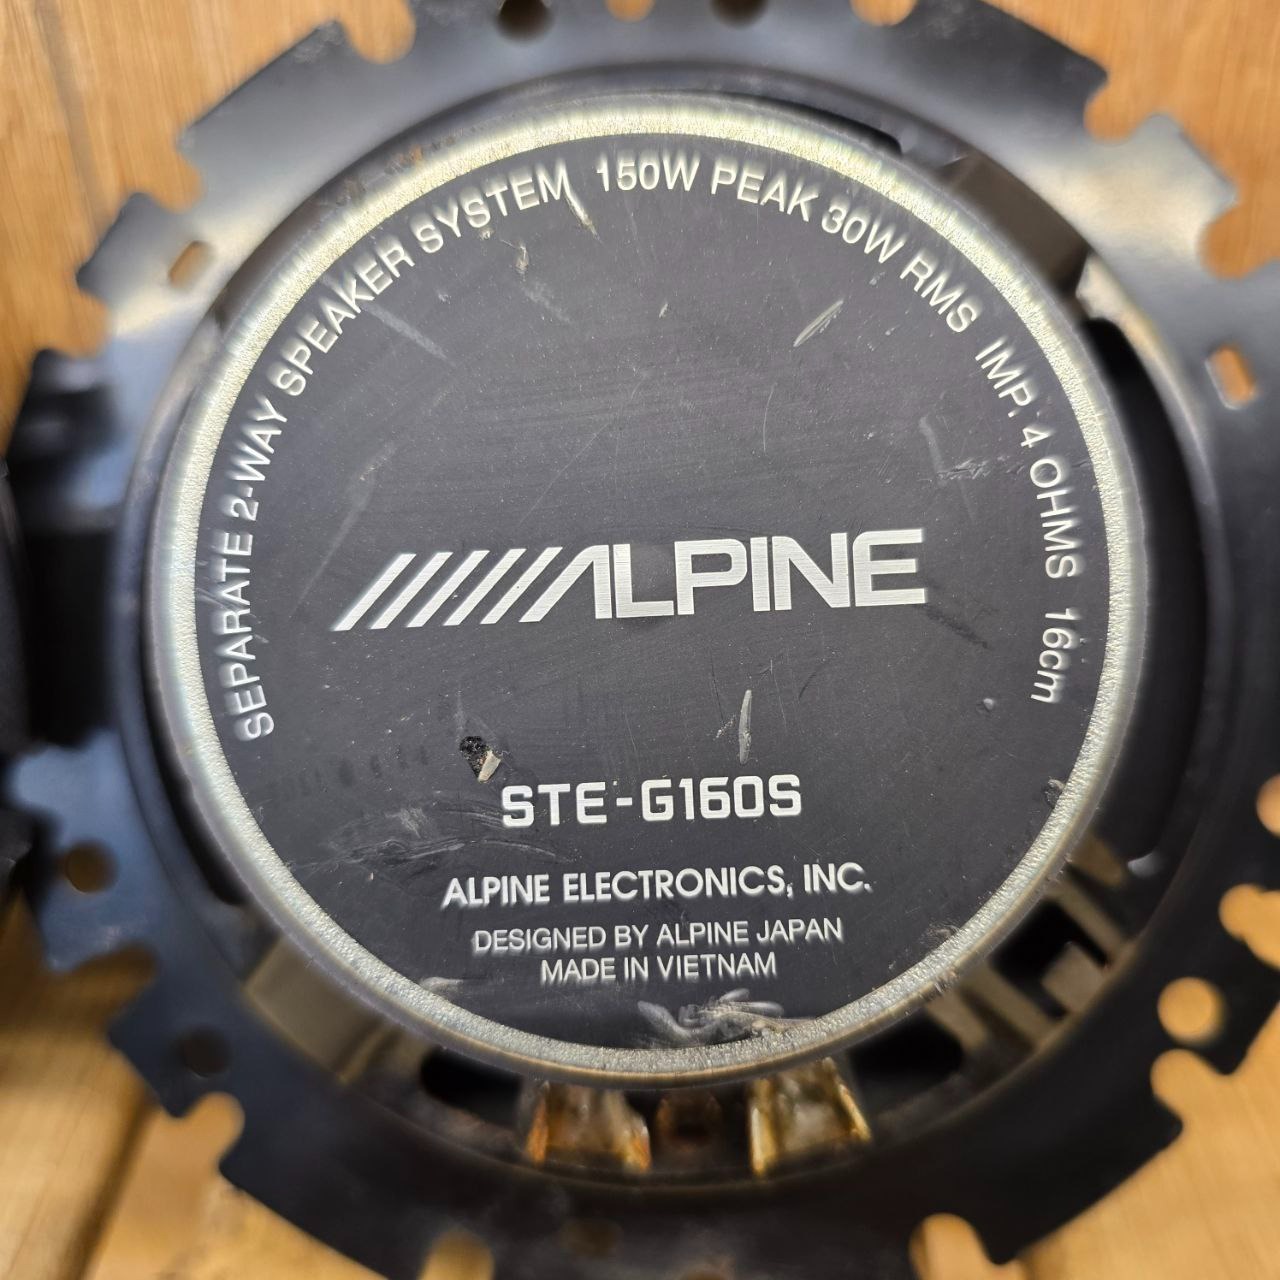 SEPARATE 2-WAY SPEAKER SYSTEM 150W PEAK 30W RMS IMP. 4 OHMS 16cm
ALPINE
STE-G160S
ALPINE ELECTRONICS, INC.
DESIGNED BY ALPINE JAPAN
MADE IN VIETNAM